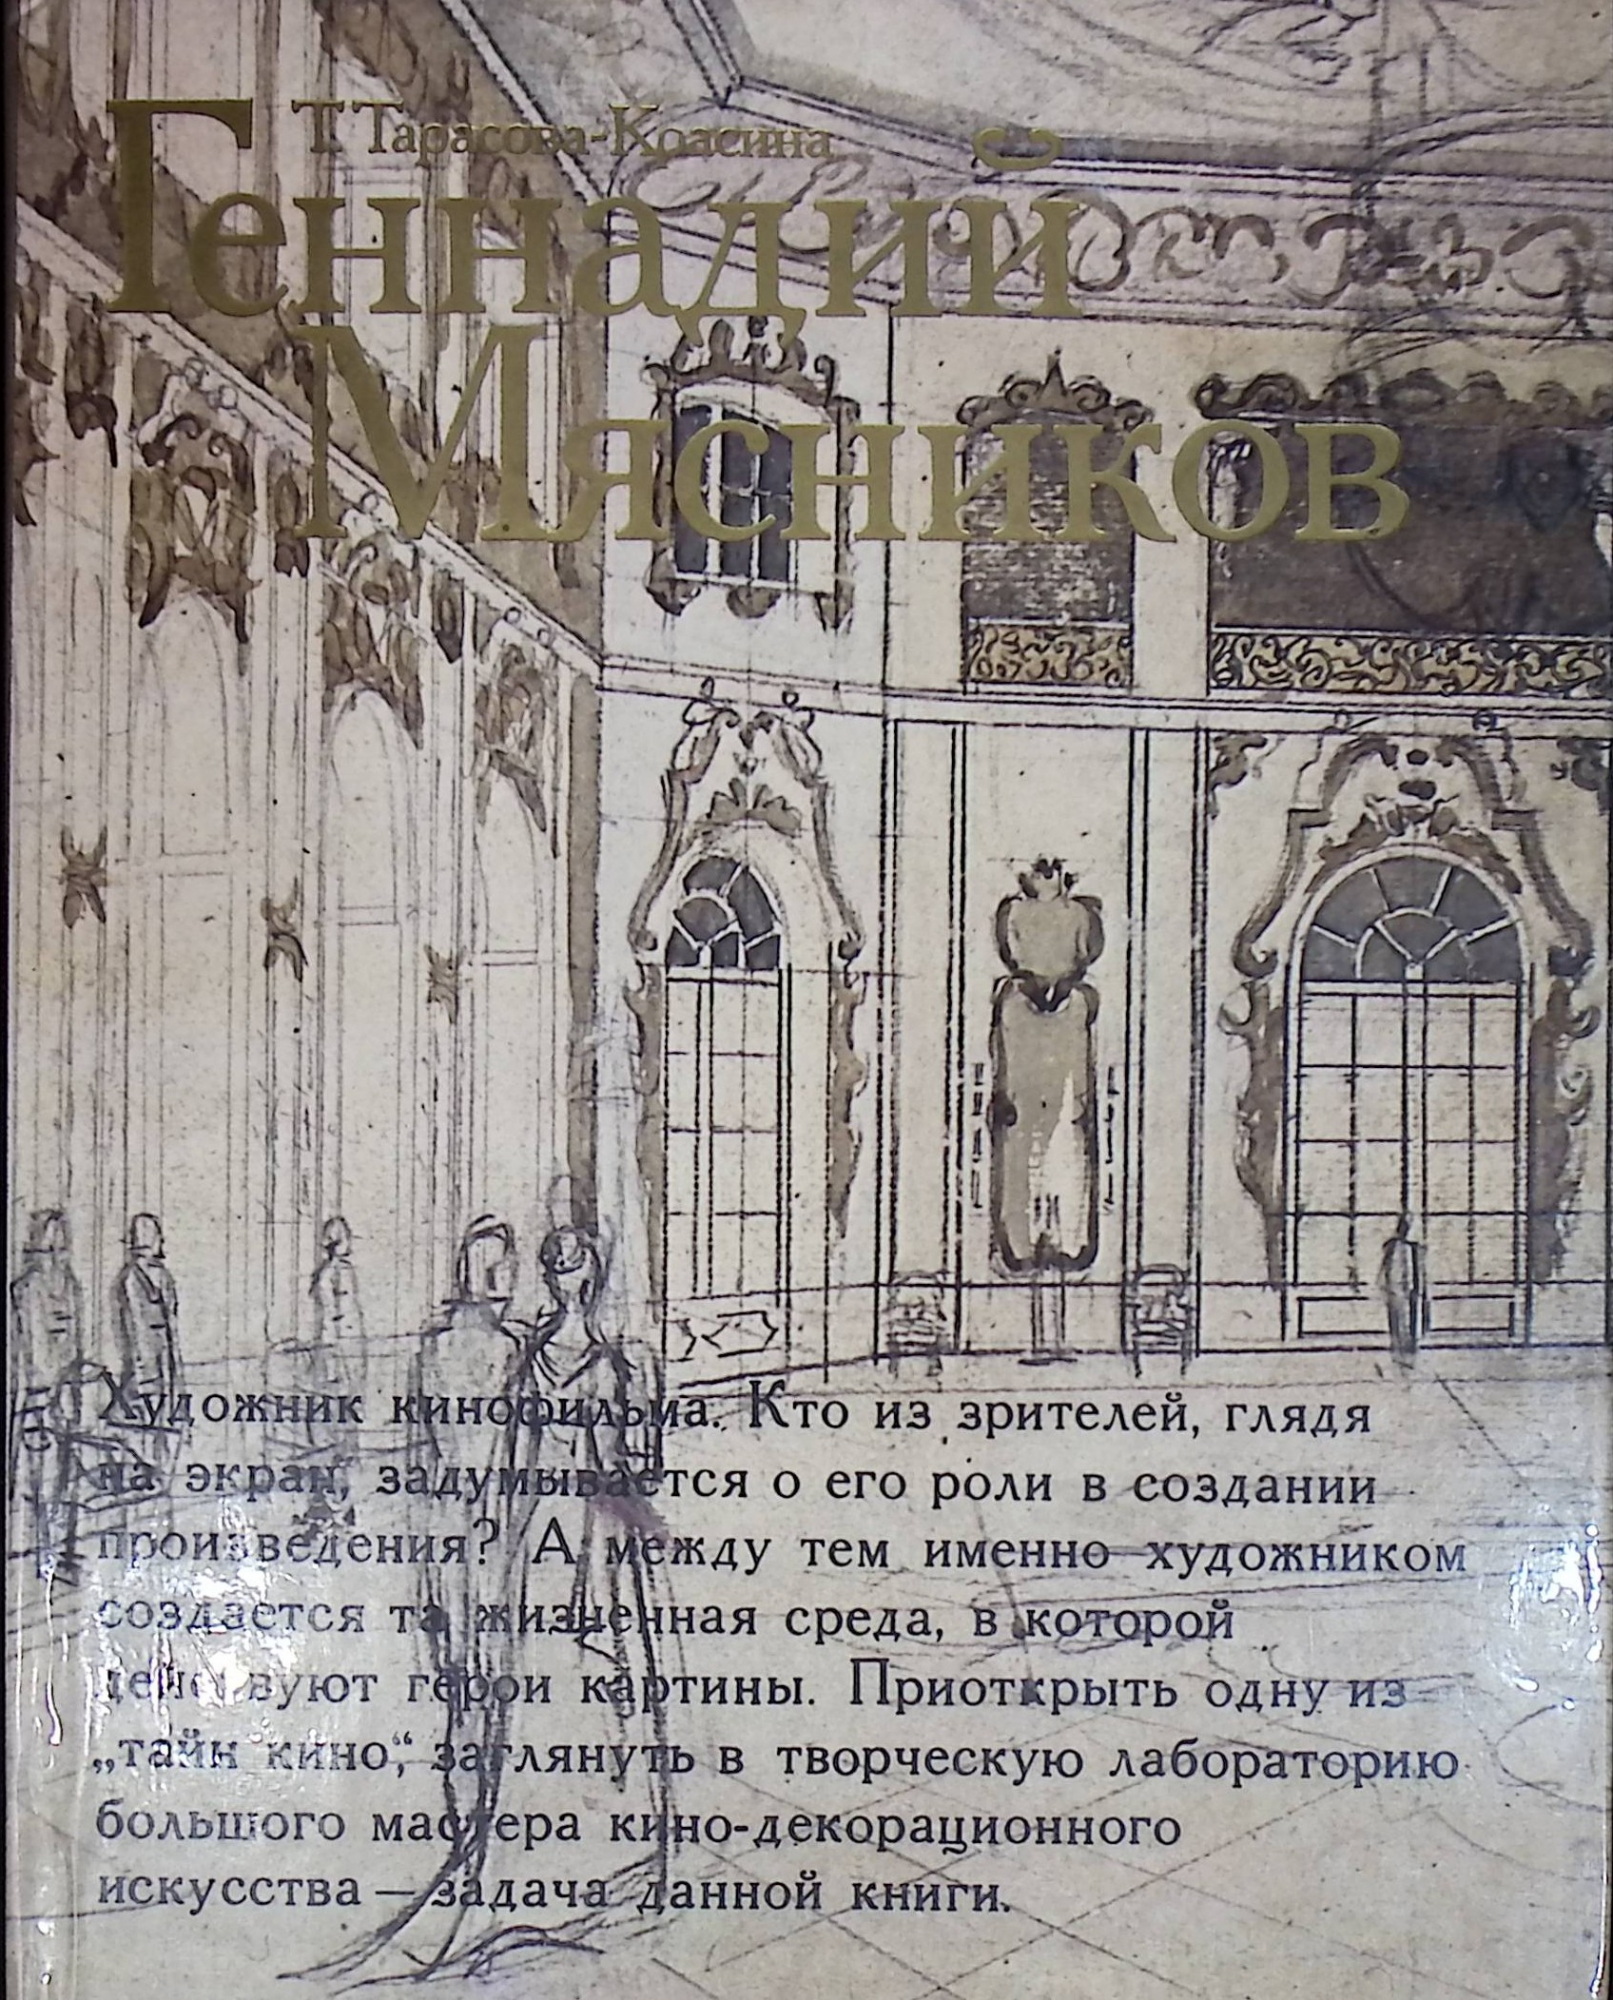 Т. Тарасова-Красина
Геннадий
Мясников
Художник кинофильма. Кто из зрителей, глядя
на экран, задумывается о его роли в создании
произведения? А между тем именно художником
создается та жизненная среда, в которой
действуют герои картины. Приоткрыть одну из
„тайн кино“, заглянуть в творческую лабораторию
большого мастера кино-декорационного
искусства — задача данной книги.